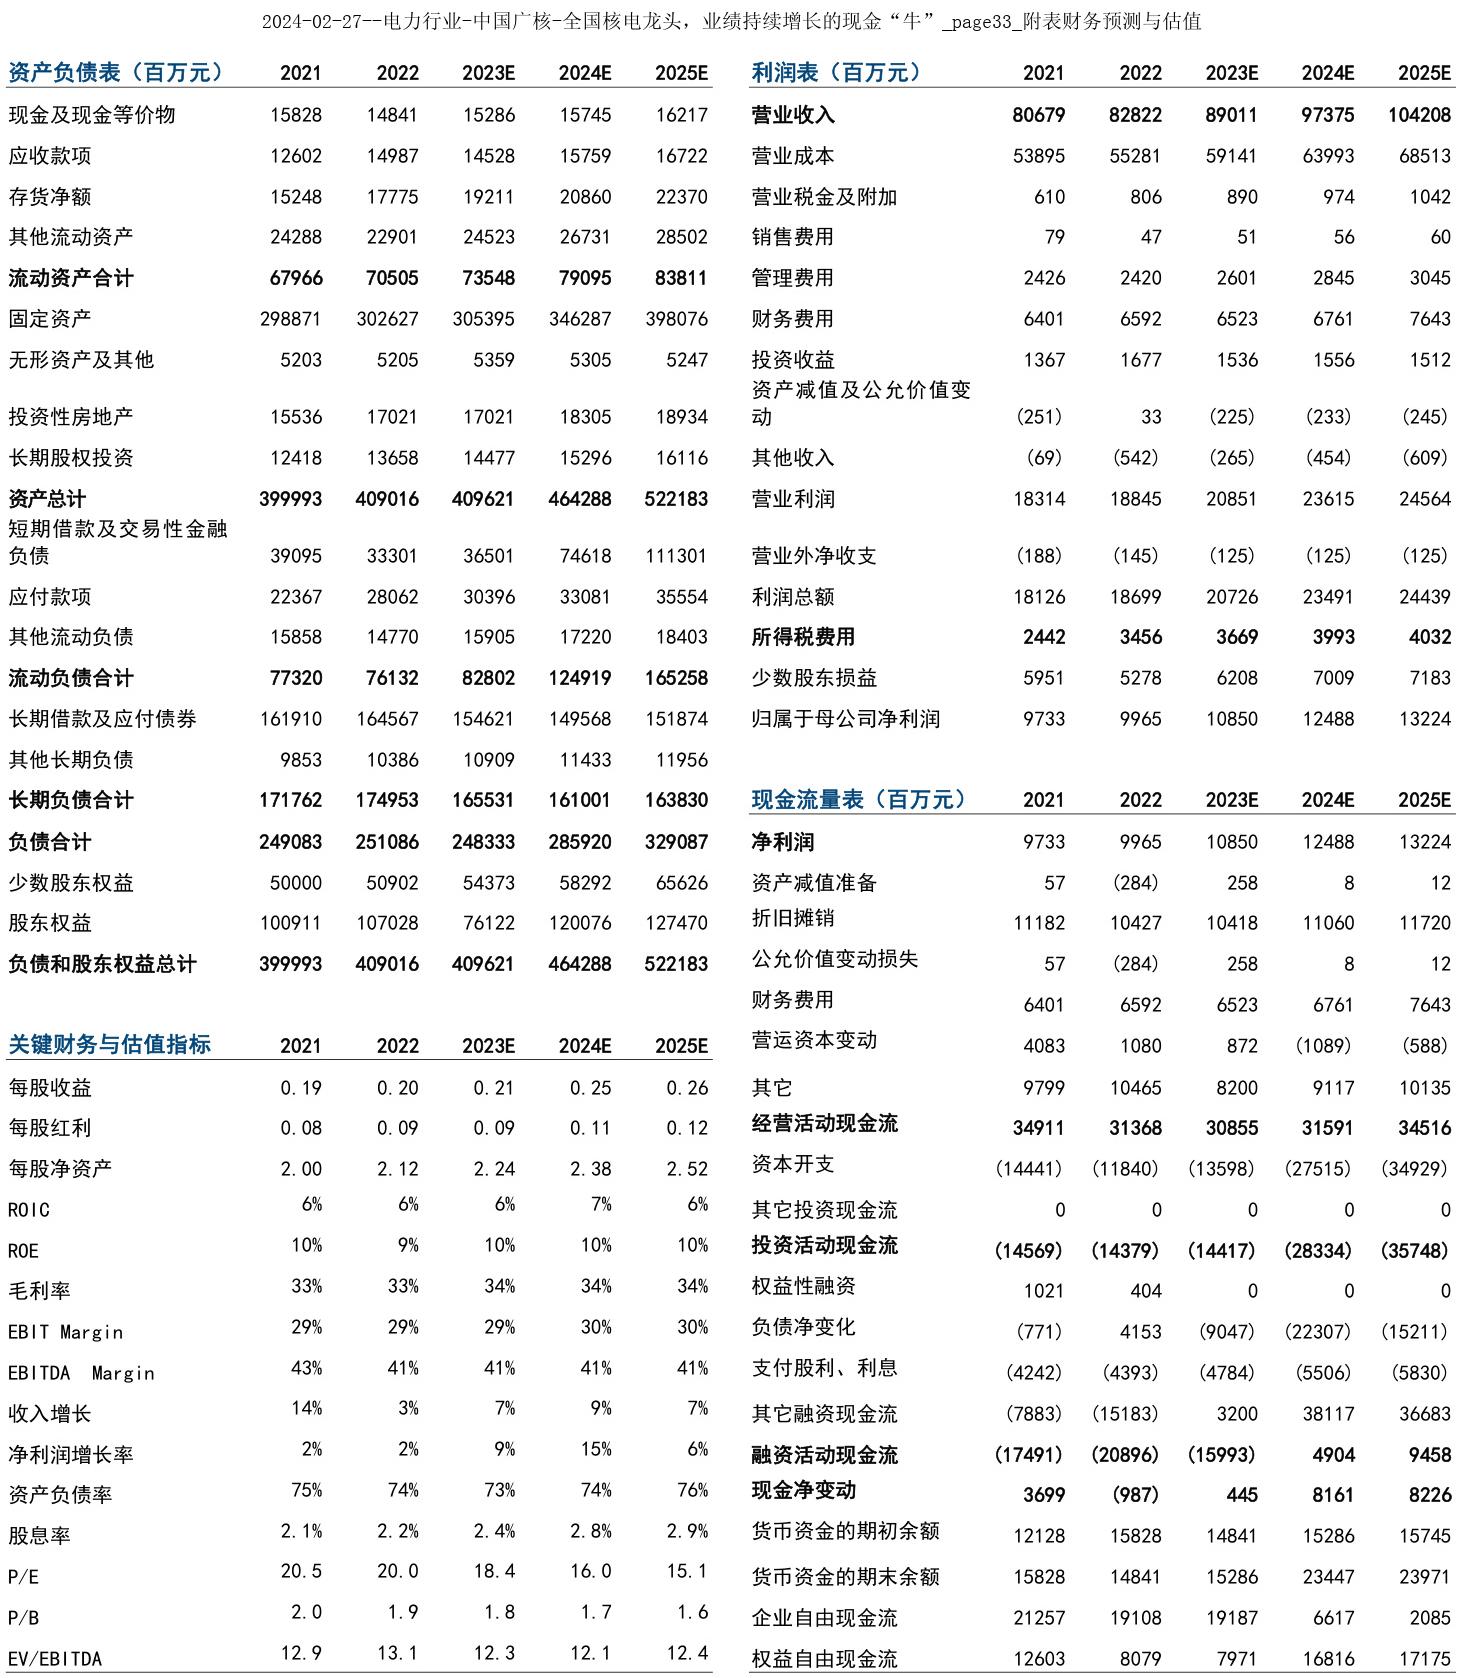 2024-02-27--电力行业-中国广核-全国核电龙头，业绩持续增长的现金“牛”_page33_附表财务预测与估值
资产负债表（百万元） 2021 2022 2023E 2024E 2025E
现金及现金等价物 15828 14841 15286 15745 16217
应收款项 12602 14987 14528 15759 16722
存货净额 15248 17775 19211 20860 22370
其他流动资产 24288 22901 24523 26731 28502
流动资产合计 67966 70505 73548 79095 83811
固定资产 298871 302627 305395 346287 398076
无形资产及其他 5203 5205 5359 5305 5247
投资性房地产 15536 17021 17021 18305 18934
长期股权投资 12418 13658 14477 15296 16116
资产总计 399993 409016 409621 464288 522183
短期借款及交易性金融
负债 39095 33301 36501 74618 111301
应付款项 22367 28062 30396 33081 35554
其他流动负债 15858 14770 15905 17220 18403
流动负债合计 77320 76132 82802 124919 165258
长期借款及应付债券 161910 164567 154621 149568 151874
其他长期负债 9853 10386 10909 11433 11956
长期负债合计 171762 174953 165531 161001 163830
负债合计 249083 251086 248333 285920 329087
少数股东权益 50000 50902 54373 58292 65626
股东权益 100911 107028 76122 120076 127470
负债和股东权益总计 399993 409016 409621 464288 522183
关键财务与估值指标 2021 2022 2023E 2024E 2025E
每股收益 0.19 0.20 0.21 0.25 0.26
每股红利 0.08 0.09 0.09 0.11 0.12
每股净资产 2.00 2.12 2.24 2.38 2.52
ROIC 6% 6% 6% 7% 6%
ROE 10% 9% 10% 10% 10%
毛利率 33% 33% 34% 34% 34%
EBIT Margin 29% 29% 29% 30% 30%
EBITDA Margin 43% 41% 41% 41% 41%
收入增长 14% 3% 7% 9% 7%
净利润增长率 2% 2% 9% 15% 6%
资产负债率 75% 74% 73% 74% 76%
股息率 2.1% 2.2% 2.4% 2.8% 2.9%
P/E 20.5 20.0 18.4 16.0 15.1
P/B 2.0 1.9 1.8 1.7 1.6
EV/EBITDA 12.9 13.1 12.3 12.1 12.4
利润表（百万元） 2021 2022 2023E 2024E 2025E
营业收入 80679 82822 89011 97375 104208
营业成本 53895 55281 59141 63993 68513
营业税金及附加 610 806 890 974 1042
销售费用 79 47 51 56 60
管理费用 2426 2420 2601 2845 3045
财务费用 6401 6592 6523 6761 7643
投资收益 1367 1677 1536 1556 1512
资产减值及公允价值变
动 (251) 33 (225) (233) (245)
其他收入 (69) (542) (265) (454) (609)
营业利润 18314 18845 20851 23615 24564
营业外净收支 (188) (145) (125) (125) (125)
利润总额 18126 18699 20726 23491 24439
所得税费用 2442 3456 3669 3993 4032
少数股东损益 5951 5278 6208 7009 7183
归属于母公司净利润 9733 9965 10850 12488 13224
现金流量表（百万元） 2021 2022 2023E 2024E 2025E
净利润 9733 9965 10850 12488 13224
资产减值准备 57 (284) 258 8 12
折旧摊销 11182 10427 10418 11060 11720
公允价值变动损失 57 (284) 258 8 12
财务费用 6401 6592 6523 6761 7643
营运资本变动 4083 1080 872 (1089) (588)
其它 9799 10465 8200 9117 10135
经营活动现金流 34911 31368 30855 31591 34516
资本开支 (14441) (11840) (13598) (27515) (34929)
其它投资现金流 0 0 0 0 0
投资活动现金流 (14569) (14379) (14417) (28334) (35748)
权益性融资 1021 404 0 0 0
负债净变化 (771) 4153 (9047) (22307) (15211)
支付股利、利息 (4242) (4393) (4784) (5506) (5830)
其它融资现金流 (7883) (15183) 3200 38117 36683
融资活动现金流 (17491) (20896) (15993) 4904 9458
现金净变动 3699 (987) 445 8161 8226
货币资金的期初余额 12128 15828 14841 15286 15745
货币资金的期末余额 15828 14841 15286 23447 23971
企业自由现金流 21257 19108 19187 6617 2085
权益自由现金流 12603 8079 7971 16816 17175